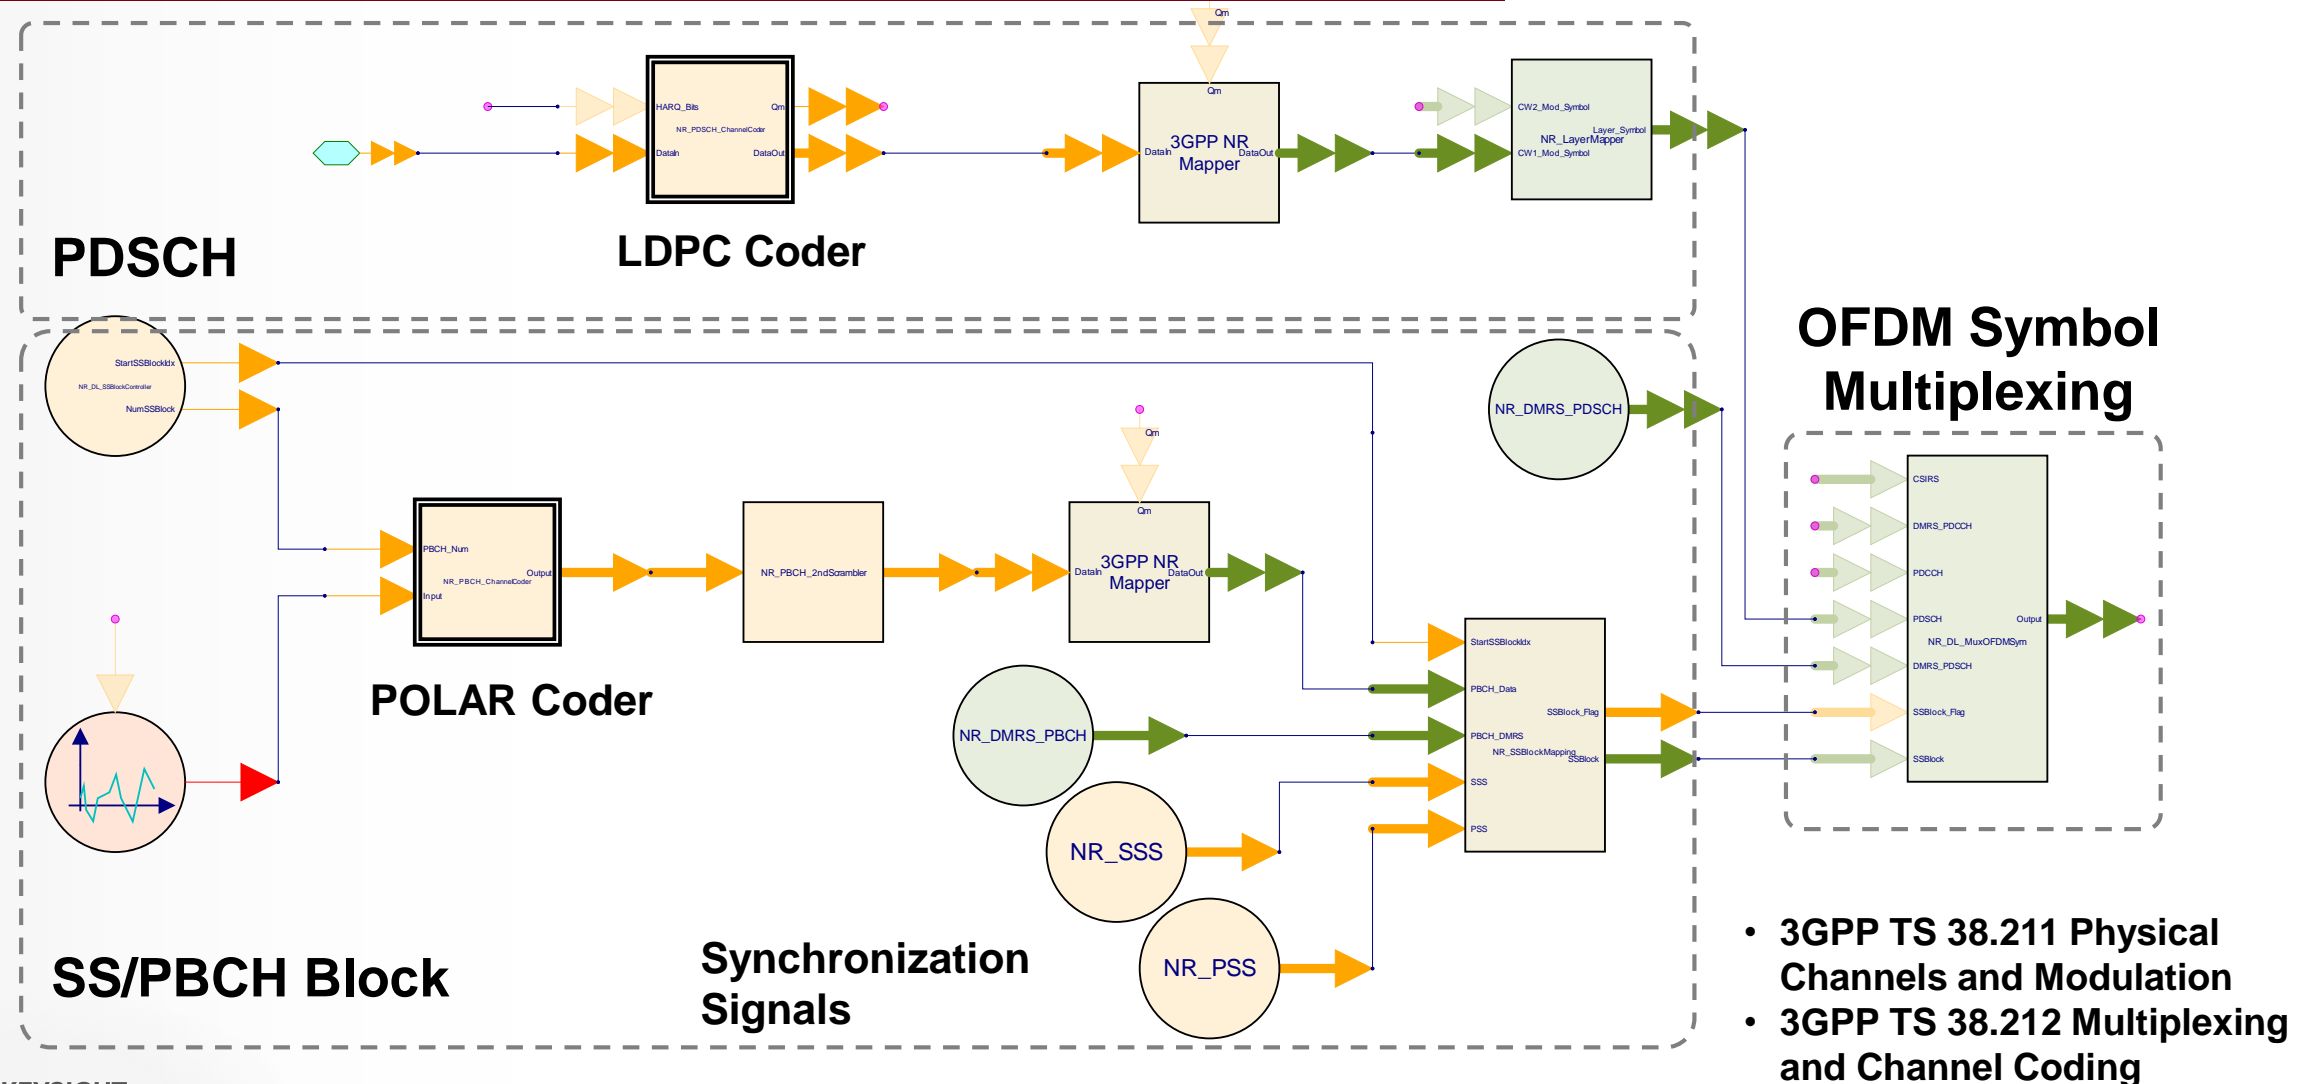 Qm
HARQ_Bits
Qm
NR_PDSCH_ChannelCoder
DataIn
DataOut
Qm
3GPP NR
Mapper
DataIn
DataOut
CW2_Mod_Symbol
Layer_Symbol
NR_LayerMapper
CW1_Mod_Symbol
PDSCH
LDPC Coder
StartSSBlockIdx
NR_DL_SSBlockController
NumSSBlock
NR_DMRS_PDSCH
OFDM Symbol
Multiplexing
Qm
Qm
PBCH_Num
Output
NR_PBCH_ChannelCoder
Input
NR_PBCH_2ndScrambler
3GPP NR
Mapper
DataIn
DataOut
CSIRS
DMRS_PDCCH
PDCCH
PDSCH
Output
NR_DL_MuxOFDMSym
DMRS_PDSCH
SSBlock_Flag
SSBlock
POLAR Coder
StartSSBlockIdx
PBCH_Data
SSBlock_Flag
PBCH_DMRS
NR_SSBlockMapping
SSBlock
SSS
PSS
NR_DMRS_PBCH
NR_SSS
NR_PSS
SS/PBCH Block
Synchronization
Signals
• 3GPP TS 38.211 Physical
Channels and Modulation
• 3GPP TS 38.212 Multiplexing
and Channel Coding